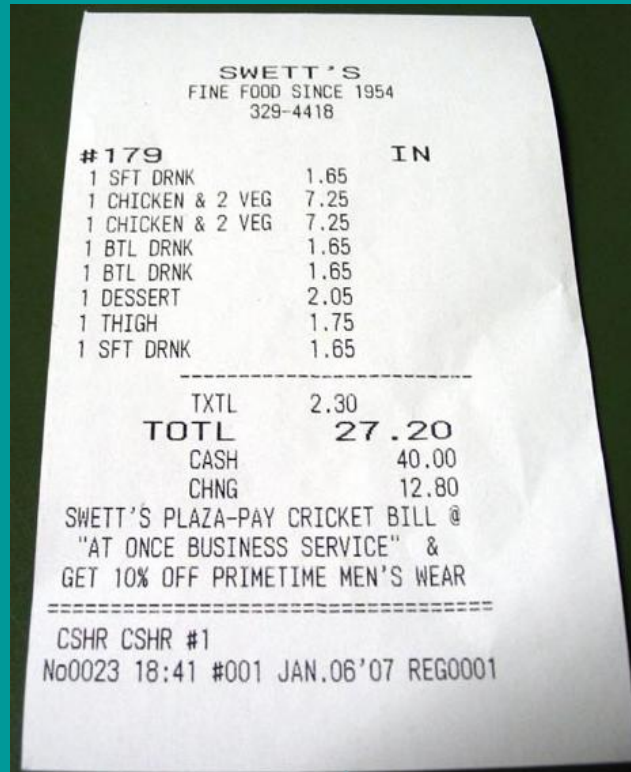 SWETT'S
FINE FOOD SINCE 1954
329-4418
#179 IN
1 SFT DRNK 1.65
1 CHICKEN & 2 VEG 7.25
1 CHICKEN & 2 VEG 7.25
1 BTL DRNK 1.65
1 BTL DRNK 1.65
1 DESSERT 2.05
1 THIGH 1.75
1 SFT DRNK 1.65
------------------------------
TXTL 2.30
TOTL 27.20
CASH 40.00
CHNG 12.80
SWETT'S PLAZA-PAY CRICKET BILL @
"AT ONCE BUSINESS SERVICE" &
GET 10% OFF PRIMETIME MEN'S WEAR
====================================
CSHR CSHR #1
No0023 18:41 #001 JAN.06'07 REG0001